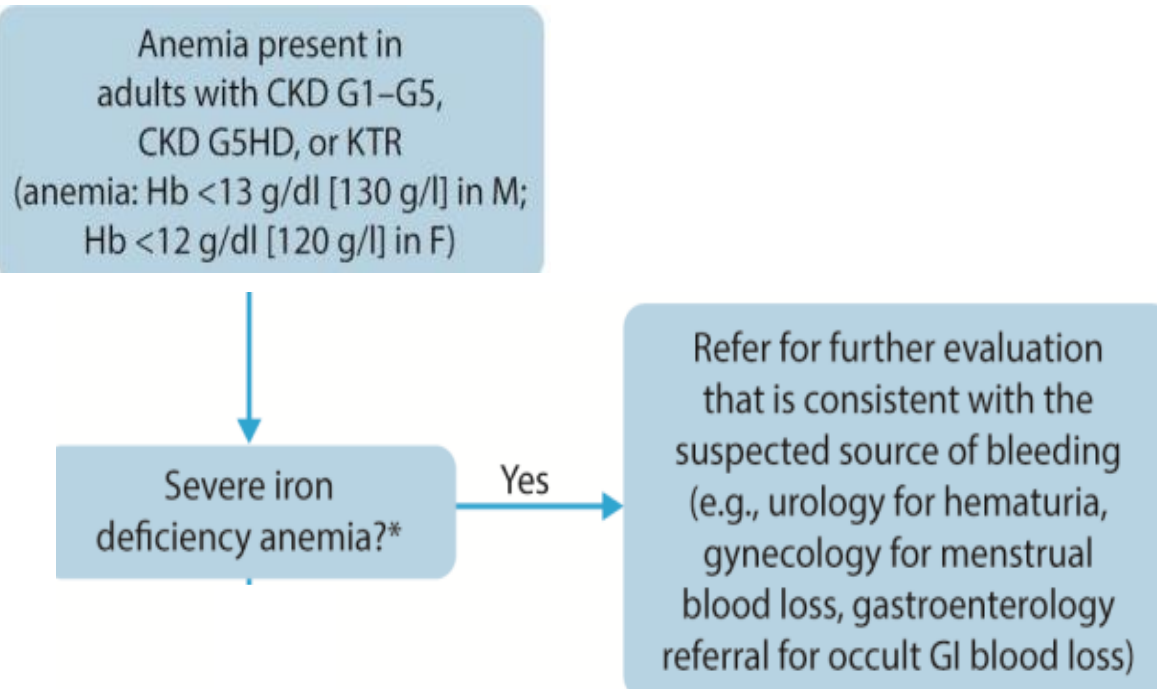 Anemia present in
adults with CKD G1–G5,
CKD G5HD, or KTR
(anemia: Hb <13 g/dl [130 g/l] in M;
Hb <12 g/dl [120 g/l] in F)
Severe iron
deficiency anemia?*
Yes
Refer for further evaluation
that is consistent with the
suspected source of bleeding
(e.g., urology for hematuria,
gynecology for menstrual
blood loss, gastroenterology
referral for occult GI blood loss)